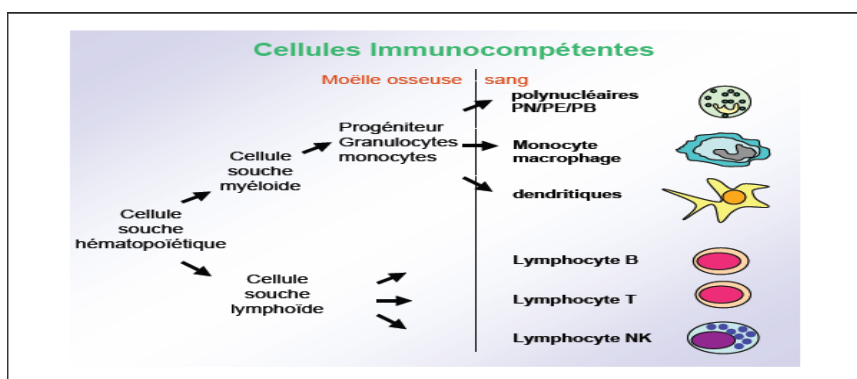 Cellules Immunocompétentes
Moëlle osseuse
sang
polynucléaires
PN/PE/PB
Progéniteur
Granulocytes
monocytes
Monocyte
macrophage
Cellule
souche
myéloide
dendritiques
Cellule
souche
hématopoïétique
Lymphocyte B
Cellule
souche
lymphoïde
Lymphocyte T
Lymphocyte NK